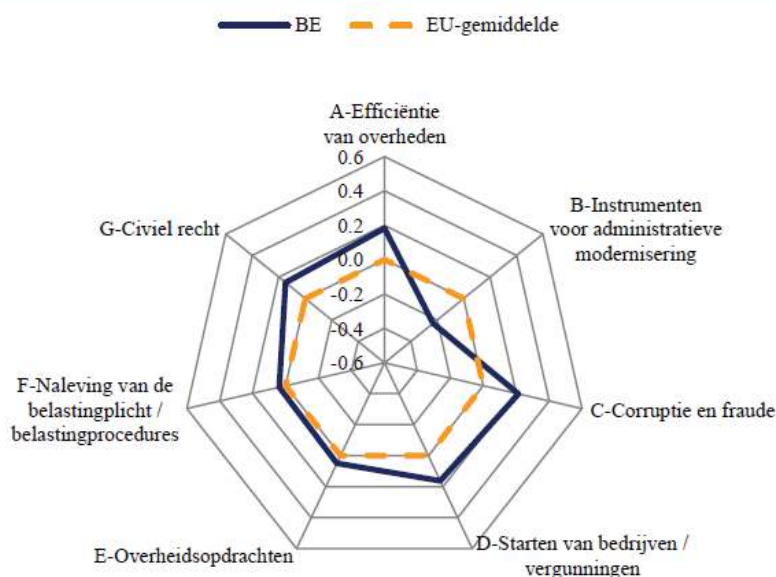 BE EU-gemiddelde
A-Efficiëntie
van overheden
0.6
0.4
0.2
0.0
-0.2
-0.4
-0.6
B-Instrumenten
voor administratieve
modernisering
C-Corruptie en fraude
D-Starten van bedrijven /
vergunningen
E-Overheidsopdrachten
F-Naleving van de
belastingplicht /
belastingprocedures
G-Civiel recht